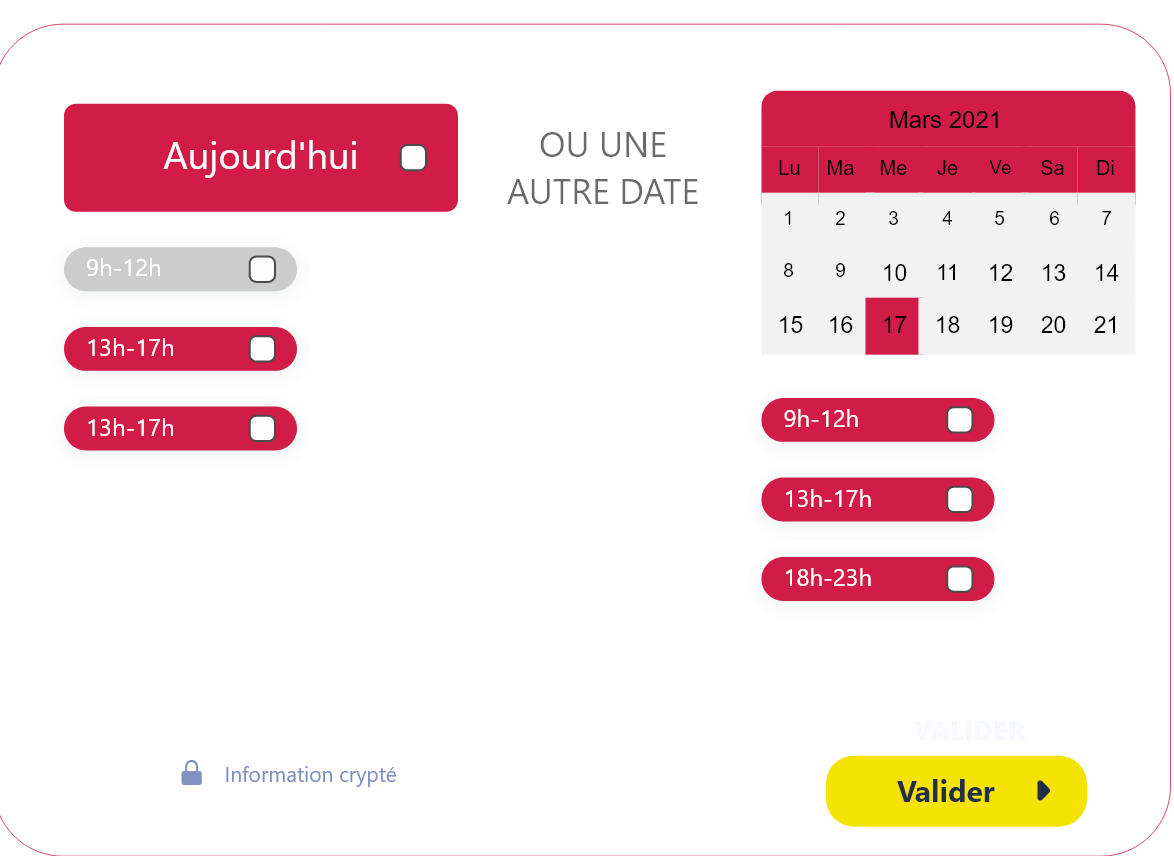 Aujourd'hui
9h-12h
13h-17h
13h-17h
OU UNE
AUTRE DATE
Mars 2021
Lu Ma Me Je Ve Sa Di
1 2 3 4 5 6 7
8 9 10 11 12 13 14
15 16 17 18 19 20 21
9h-12h
13h-17h
18h-23h
Information crypté
VALIDER
Valider